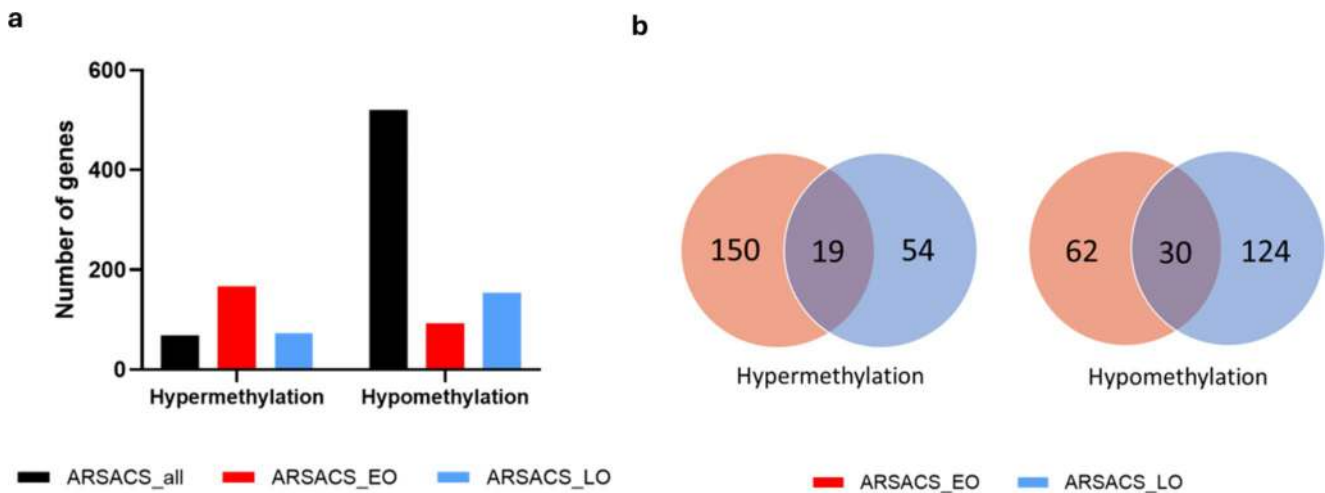 a
600
400
200
0
Number of genes
Hypermethylation Hypomethylation
ARSACS_all ARSACS_EO ARSACS_LO
b
150 19 54
Hypermethylation
62 30 124
Hypomethylation
ARSACS_EO ARSACS_LO